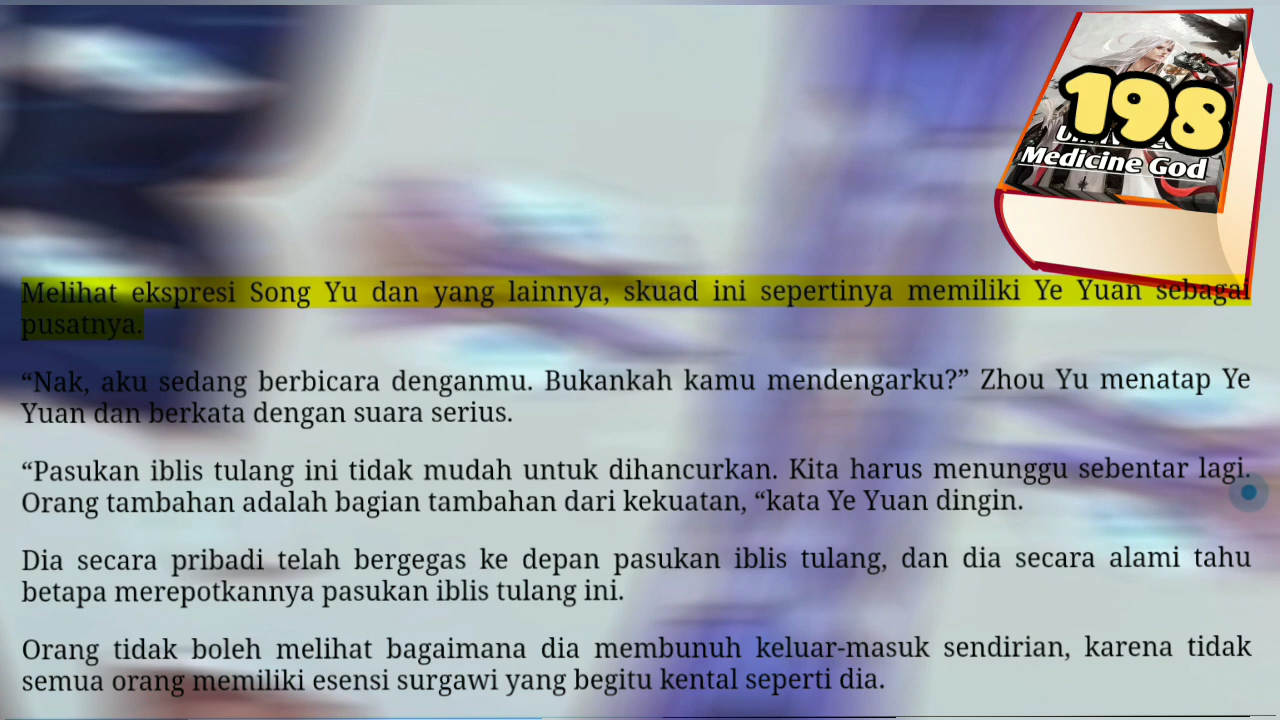 198
Medicine God
Melihat ekspresi Song Yu dan yang lainnya, skuad ini sepertinya memiliki Ye Yuan sebagai
pusatnya.
“Nak, aku sedang berbicara denganmu. Bukankah kamu mendengarku?” Zhou Yu menatap Ye
Yuan dan berkata dengan suara serius.
“Pasukan iblis tulang ini tidak mudah untuk dihancurkan. Kita harus menunggu sebentar lagi.
Orang tambahan adalah bagian tambahan dari kekuatan, “kata Ye Yuan dingin.
Dia secara pribadi telah bergegas ke depan pasukan iblis tulang, dan dia secara alami tahu
betapa merepotkannya pasukan iblis tulang ini.
Orang tidak boleh melihat bagaimana dia membunuh keluar-masuk sendirian, karena tidak
semua orang memiliki esensi surgawi yang begitu kental seperti dia.